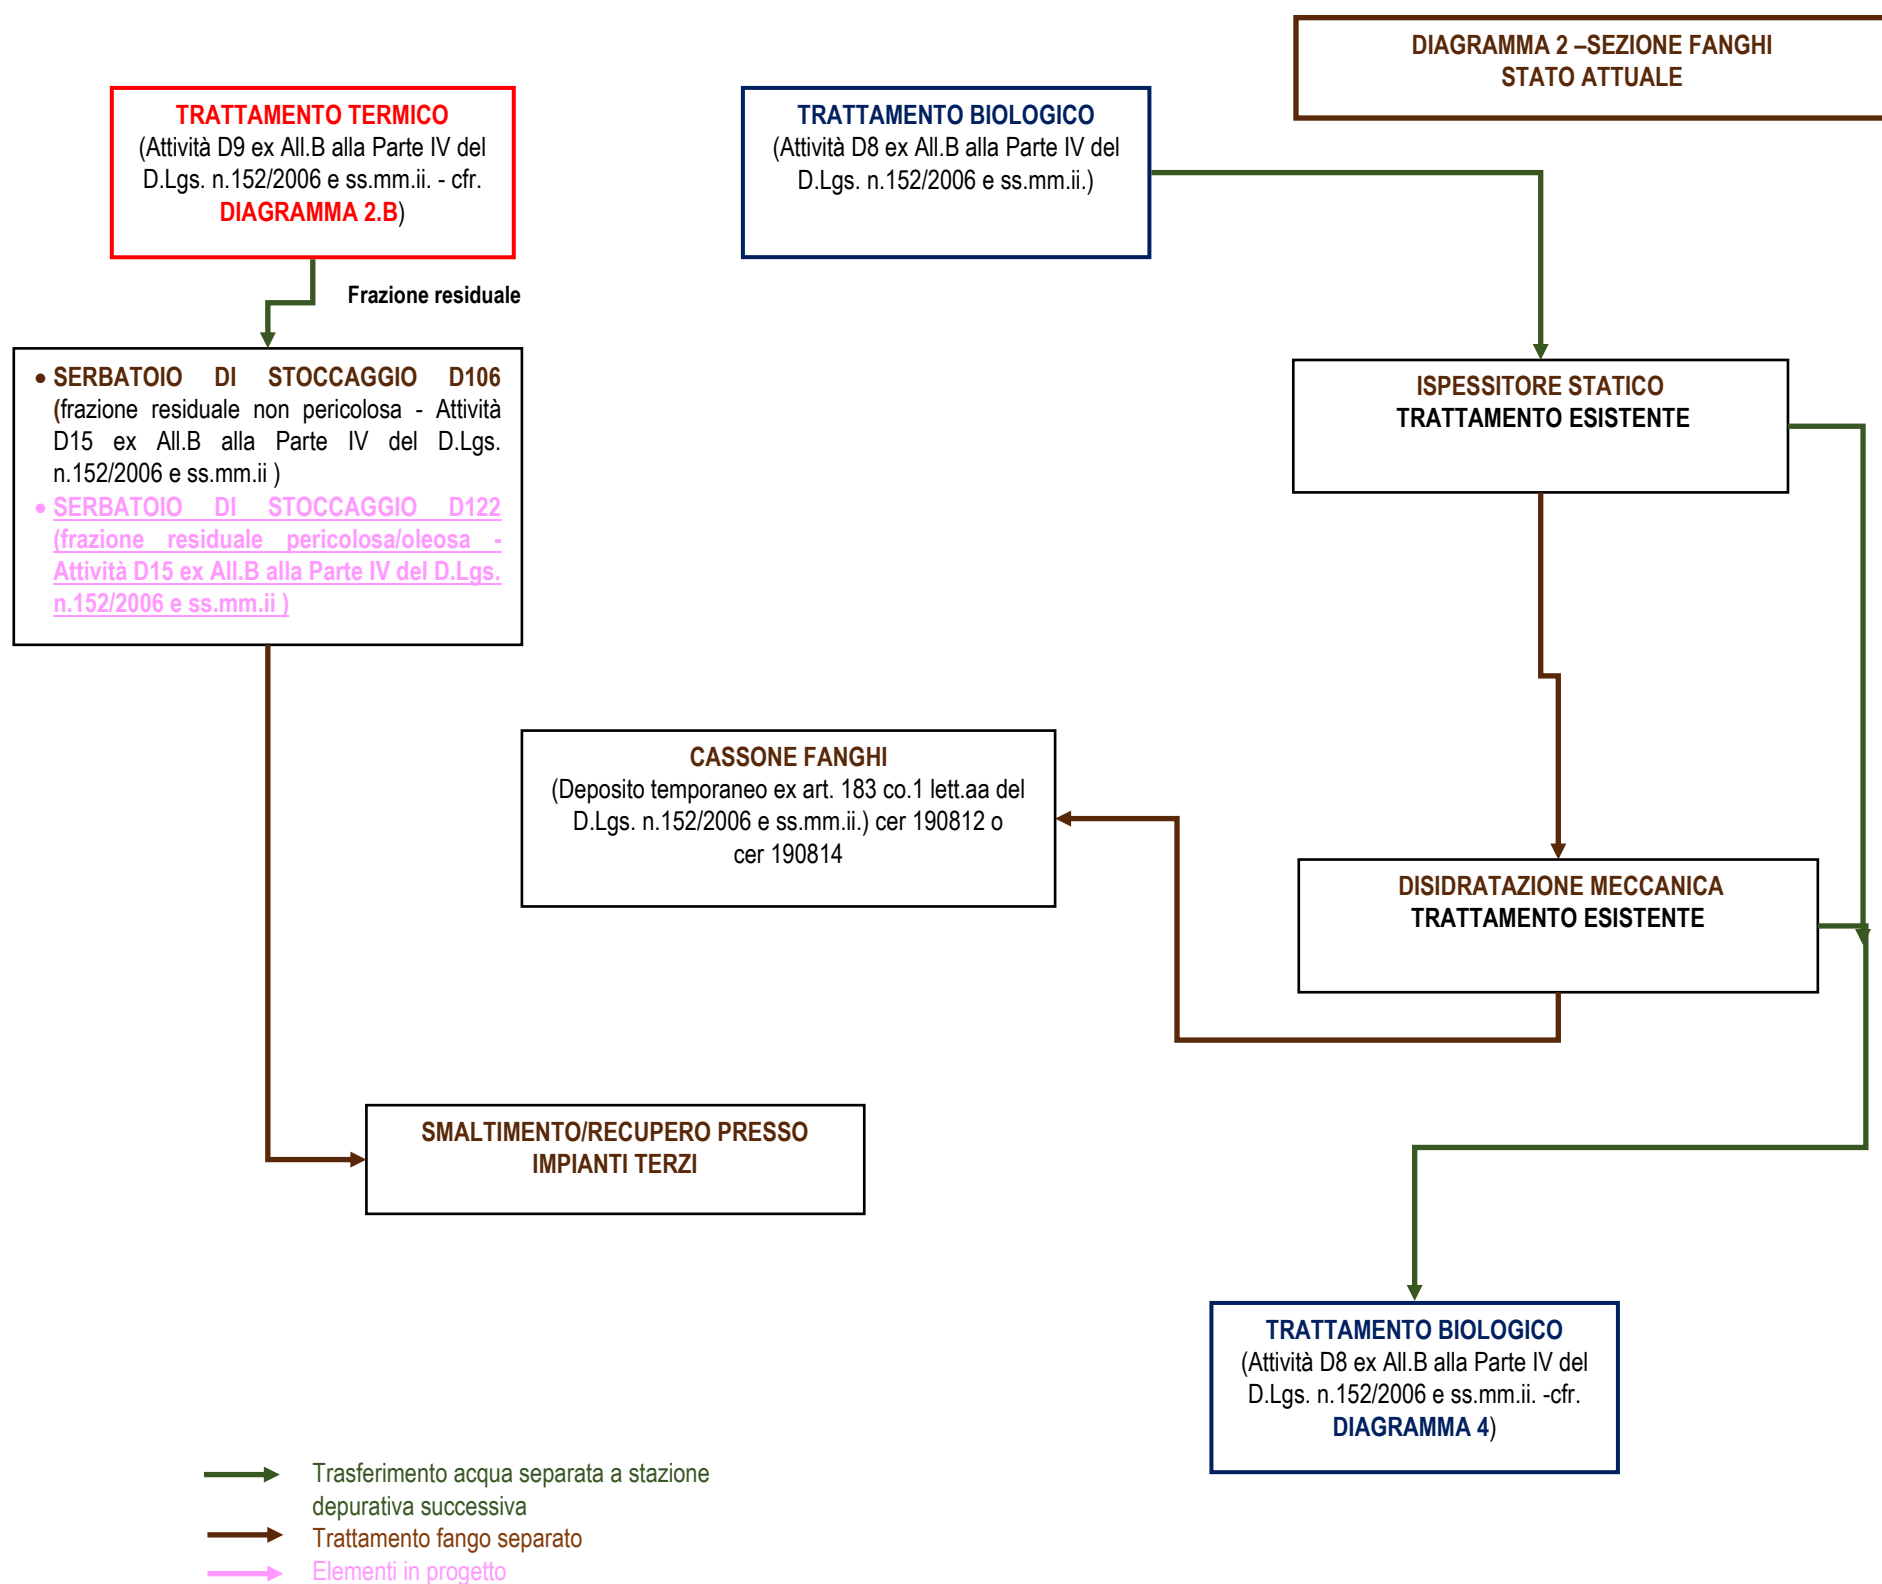 DIAGRAMMA 2 –SEZIONE FANGHI
STATO ATTUALE
TRATTAMENTO TERMICO
(Attività D9 ex All.B alla Parte IV del
D.Lgs. n.152/2006 e ss.mm.ii. - cfr.
DIAGRAMMA 2.B)
TRATTAMENTO BIOLOGICO
(Attività D8 ex All.B alla Parte IV del
D.Lgs. n.152/2006 e ss.mm.ii.)
Frazione residuale
• SERBATOIO DI STOCCAGGIO D106
(frazione residuale non pericolosa - Attività
D15 ex All.B alla Parte IV del D.Lgs.
n.152/2006 e ss.mm.ii )
• SERBATOIO DI STOCCAGGIO D122
(frazione residuale pericolosa/oleosa -
Attività D15 ex All.B alla Parte IV del D.Lgs.
n.152/2006 e ss.mm.ii )
ISPESSITORE STATICO
TRATTAMENTO ESISTENTE
CASSONE FANGHI
(Deposito temporaneo ex art. 183 co.1 lett.aa del
D.Lgs. n.152/2006 e ss.mm.ii.) cer 190812 o
cer 190814
DISIDRATAZIONE MECCANICA
TRATTAMENTO ESISTENTE
SMALTIMENTO/RECUPERO PRESSO
IMPIANTI TERZI
TRATTAMENTO BIOLOGICO
(Attività D8 ex All.B alla Parte IV del
D.Lgs. n.152/2006 e ss.mm.ii. -cfr.
DIAGRAMMA 4)
Trasferimento acqua separata a stazione
depurativa successiva
Trattamento fango separato
Elementi in progetto